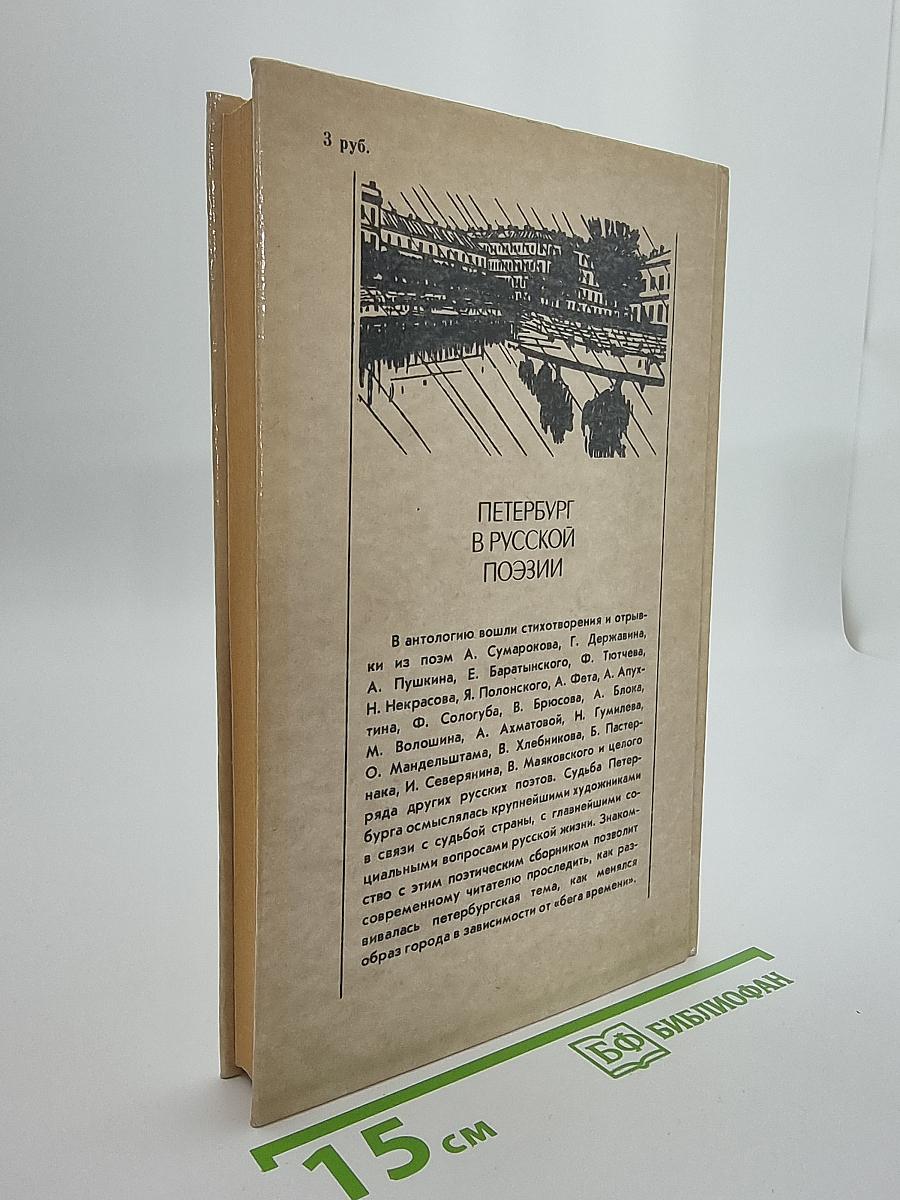 3 руб.
ПЕТЕРБУРГ
В РУССКОЙ
ПОЭЗИИ
В антологию вошли стихотворения и отрыв-
ки из поэм А. Сумарокова, Г. Державина,
А. Пушкина, Е. Баратынского, Ф. Тютчева,
Н. Некрасова, Я. Полонского, А. Фета, А. Апух-
тина, Ф. Сологуба, В. Брюсова, А. Блока,
М. Волошина, А. Ахматовой, Н. Гумилева,
О. Мандельштама, В. Хлебникова, Б. Пастер-
нака, И. Северянина, В. Маяковского и целого
ряда других русских поэтов. Судьба Петер-
бурга осмыслялась крупнейшими художниками
в связи с судьбой страны, с главнейшими со-
циальными вопросами русской жизни. Знаком-
ство с этим поэтическим сборником позволит
современному читателю проследить, как раз-
вивалась петербургская тема, как менялся
образ города в зависимости от «бега времени».
БФ БИБЛИОФАН
15 см